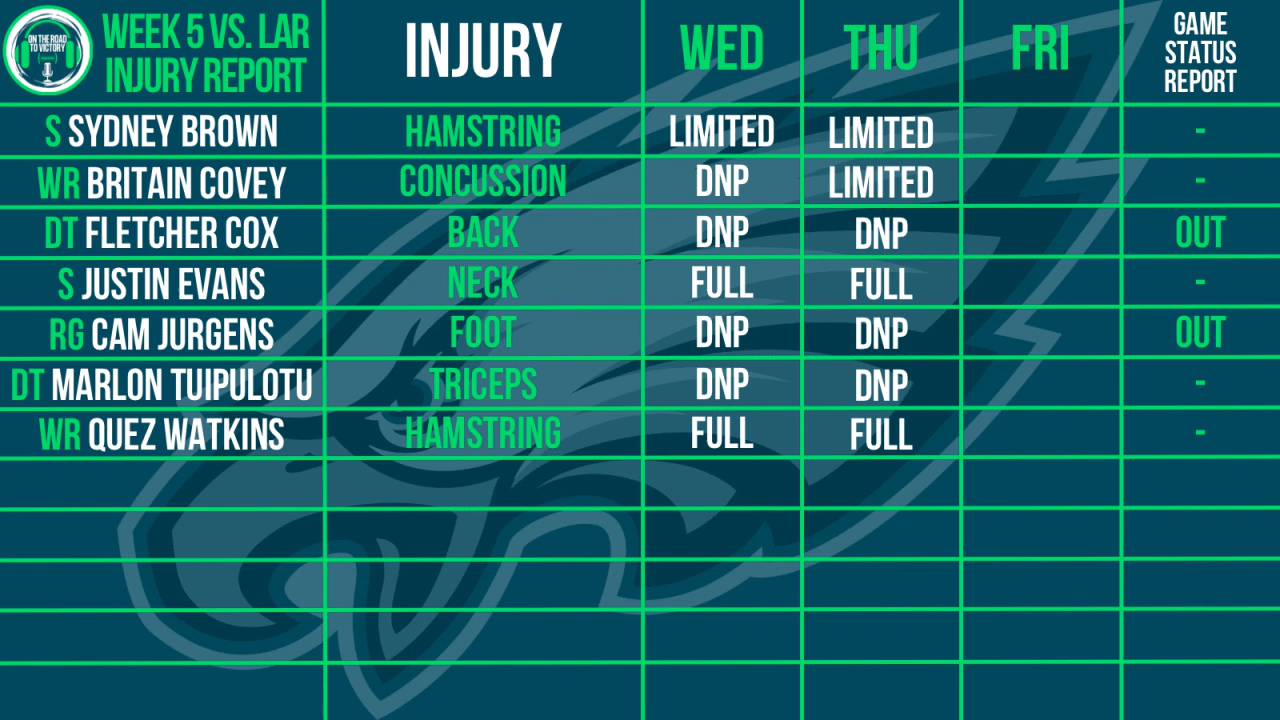 ON THE ROAD
TO VICTORY
WEEK 5 VS. LAR
INJURY REPORT
INJURY
WED
THU
FRI
GAME
STATUS
REPORT
S SYDNEY BROWN HAMSTRING LIMITED LIMITED -
WR BRITAIN COVEY CONCUSSION DNP LIMITED -
DT FLETCHER COX BACK DNP DNP OUT
S JUSTIN EVANS NECK FULL FULL -
RG CAM JURGENS FOOT DNP DNP OUT
DT MARLON TUIPULOTU TRICEPS DNP DNP -
WR QUEZ WATKINS HAMSTRING FULL FULL -